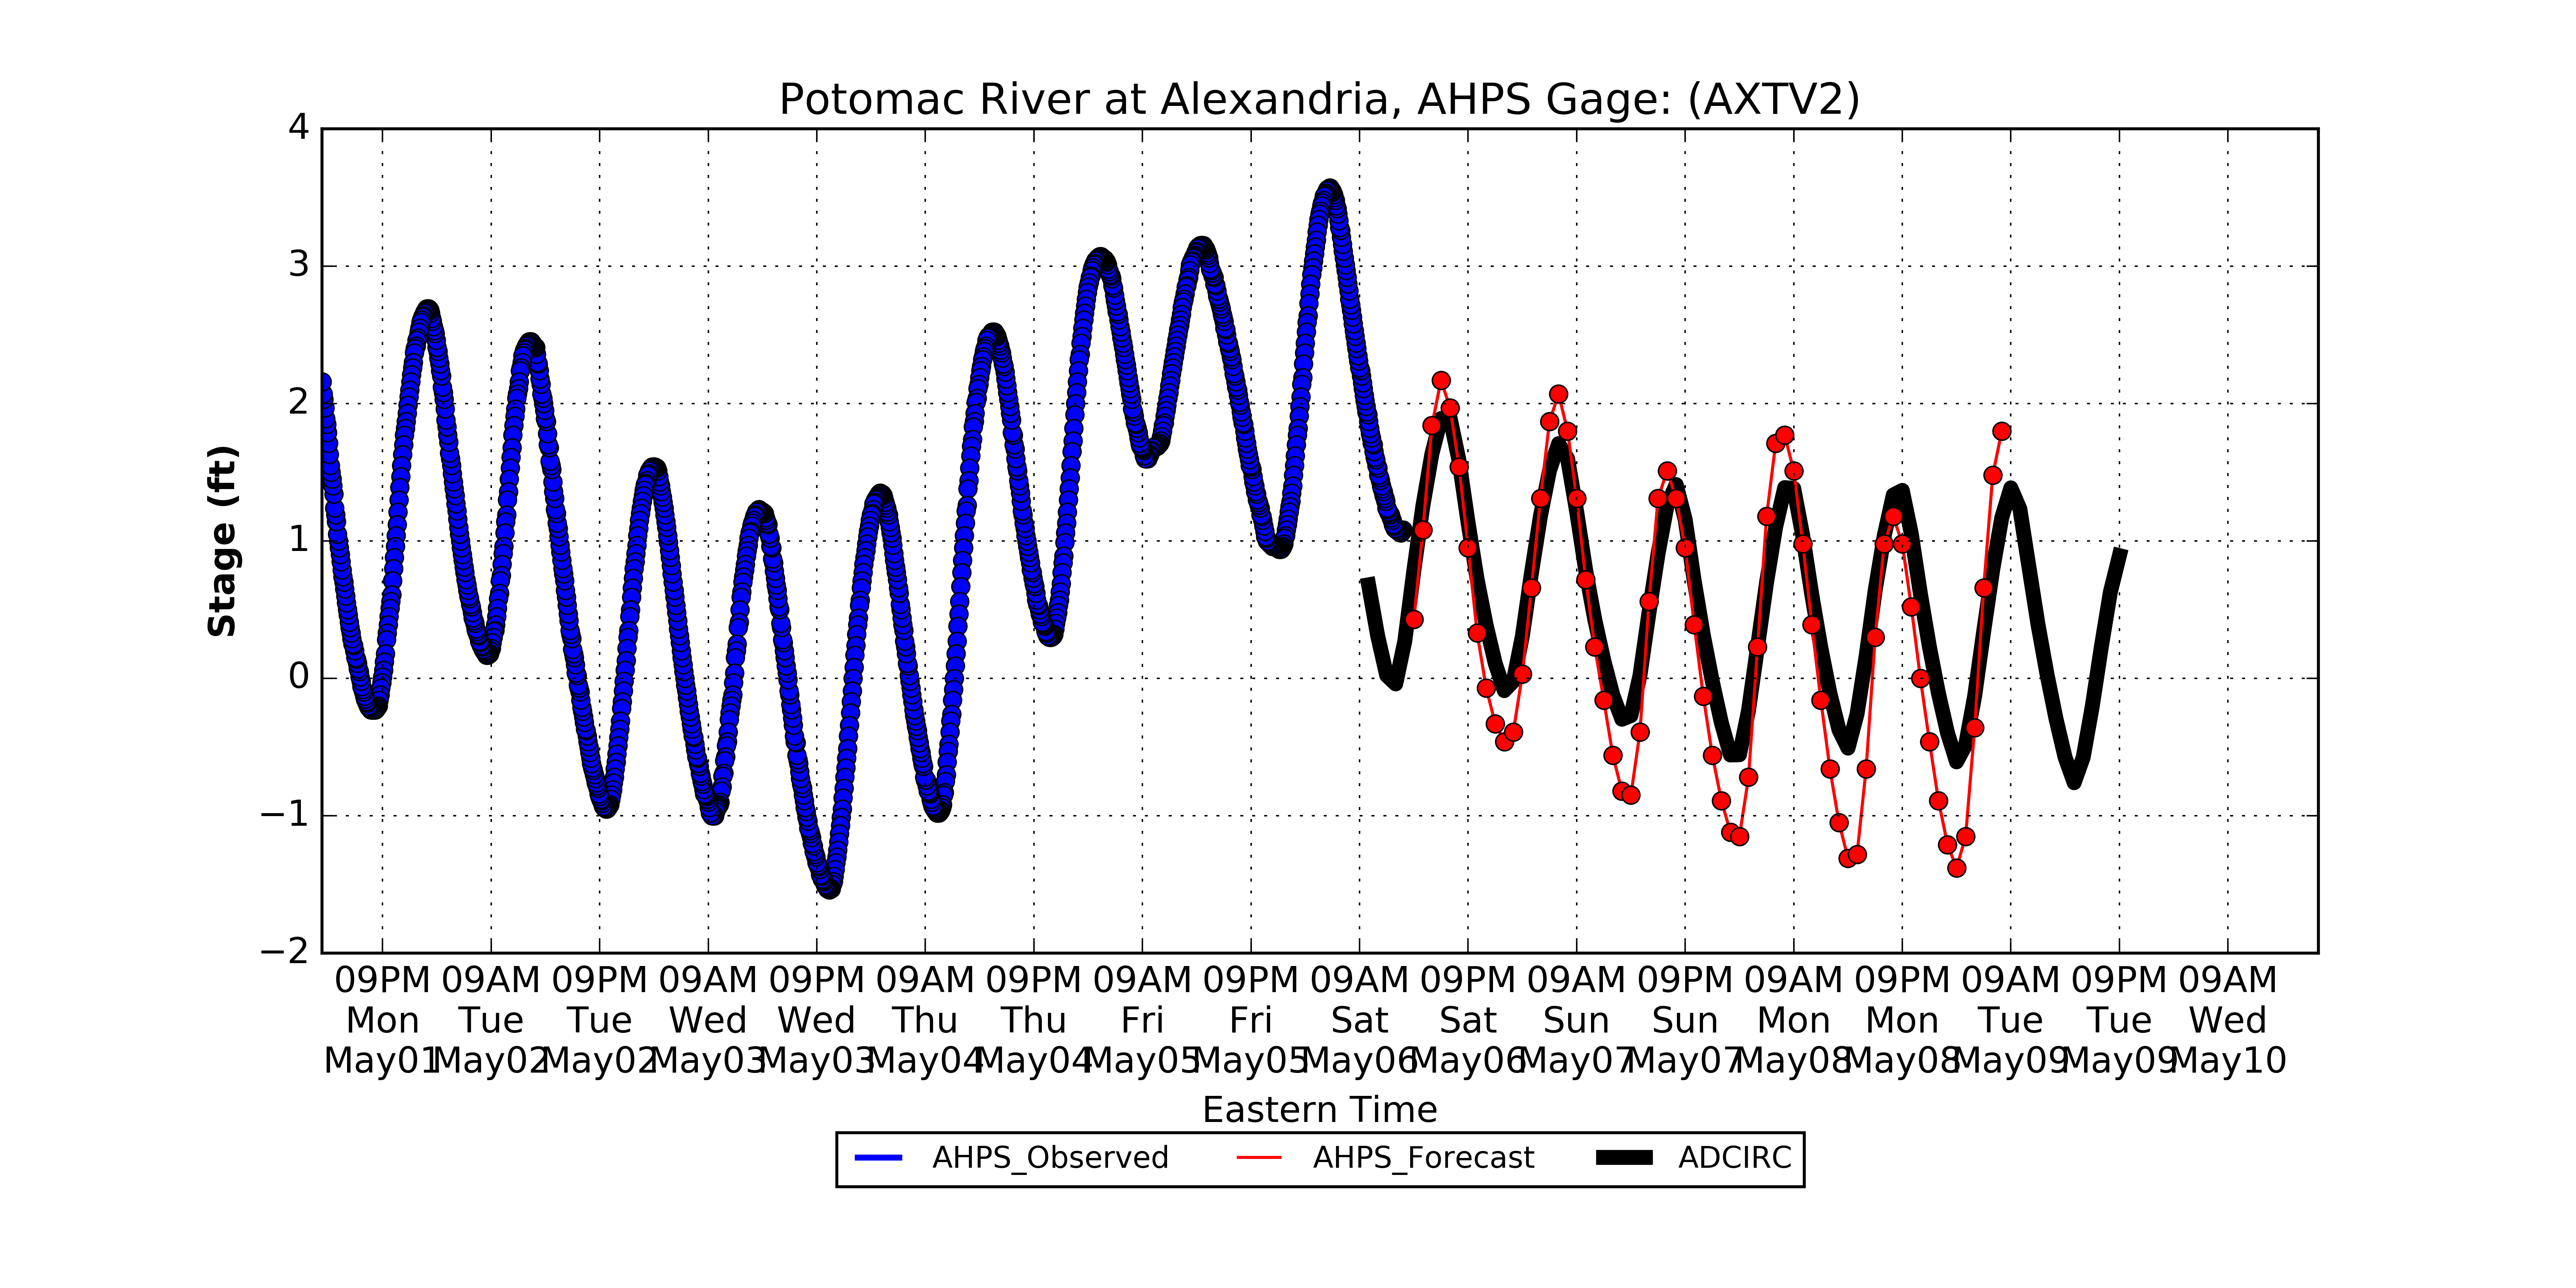 Potomac River at Alexandria, AHPS Gage: (AXTV2)
4
3
2
1
0
−1
−2
Stage (ft)
09PM 09AM 09PM 09AM 09PM 09AM 09PM 09AM 09PM 09AM 09PM 09AM 09PM 09AM 09PM 09AM 09PM 09AM
Mon Tue Tue Wed Wed Thu Thu Fri Fri Sat Sat Sun Sun Mon Mon Tue Tue Wed
May01 May02 May02 May03 May03 May04 May04 May05 May05 May06 May06 May07 May07 May08 May08 May09 May09 May10
Eastern Time
AHPS_Observed AHPS_Forecast ADCIRC